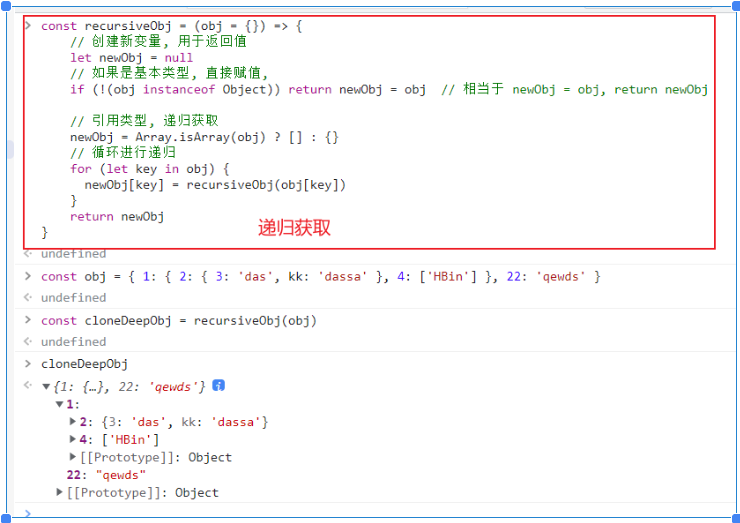 const recursiveObj = (obj = {}) => {
// 创建新变量, 用于返回值
let newObj = null
// 如果是基本类型, 直接赋值,
if (!(obj instanceof Object)) return newObj = obj // 相当于 newObj = obj, return newObj
// 引用类型, 递归获取
newObj = Array.isArray(obj) ? [] : {}
// 循环进行递归
for (let key in obj) {
newObj[key] = recursiveObj(obj[key])
}
return newObj
}
递归获取
undefined
const obj = { 1: { 2: { 3: 'das', kk: 'dassa' }, 4: ['HBin'] }, 22: 'qewds' }
undefined
const cloneDeepObj = recursiveObj(obj)
undefined
cloneDeepObj
{1: {…}, 22: 'qewds'} i
1:
2: {3: 'das', kk: 'dassa'}
4: ['HBin']
[[Prototype]]: Object
22: "qewds"
[[Prototype]]: Object